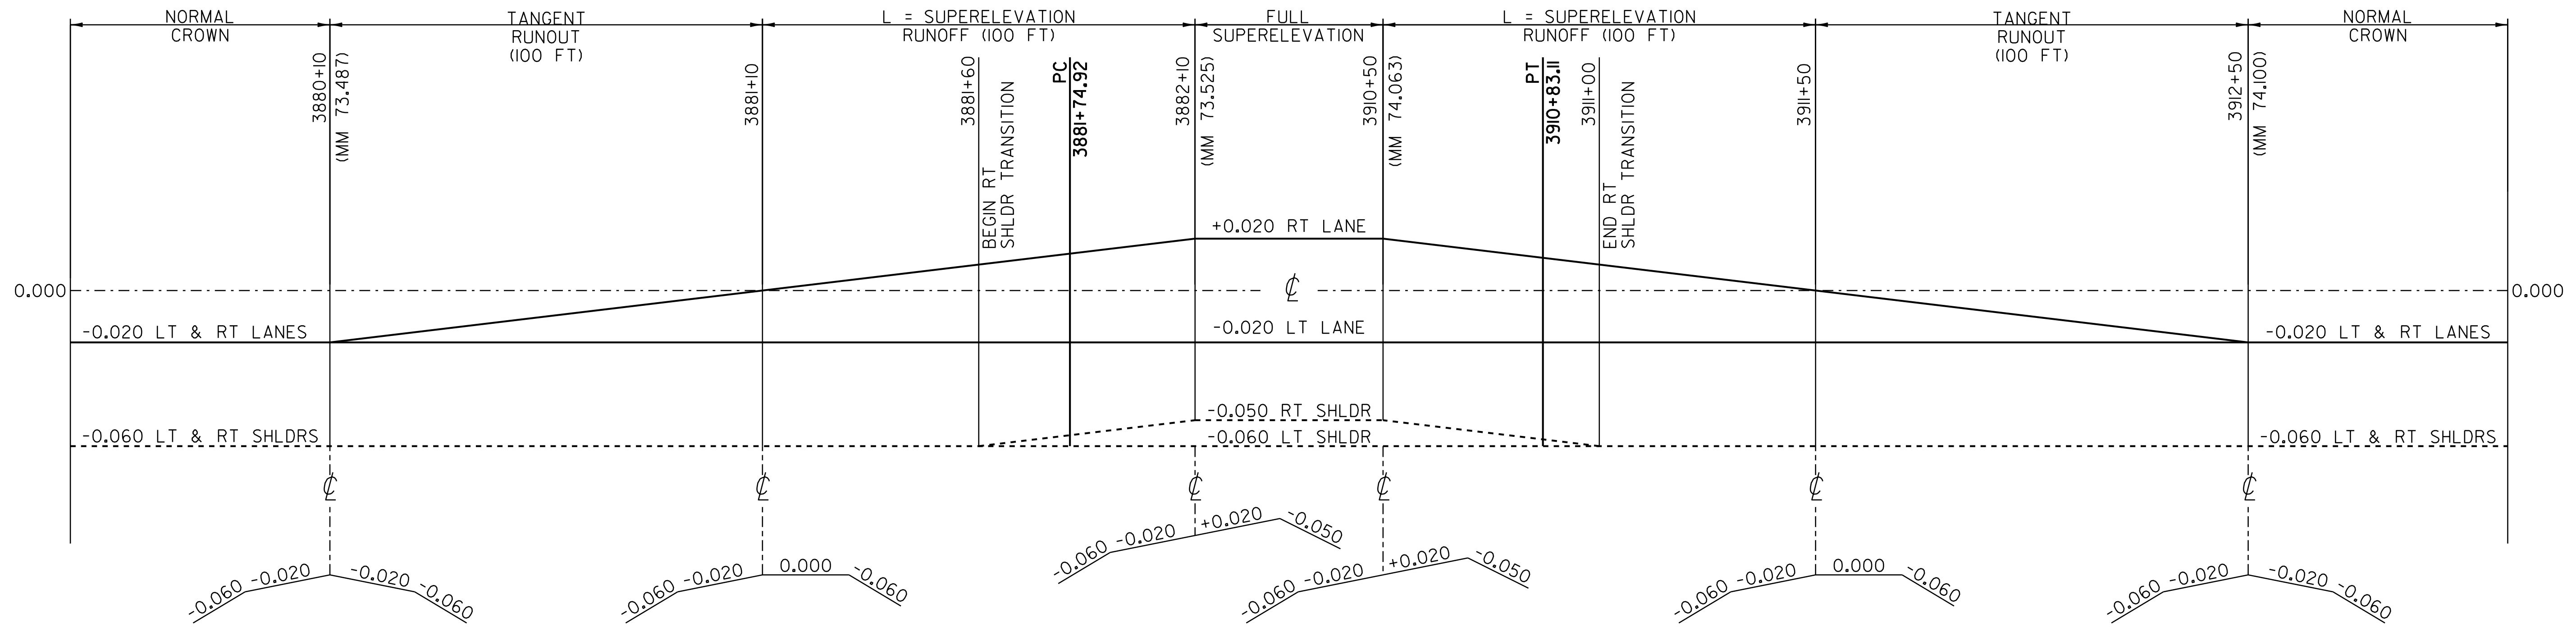 NORMAL
CROWN
TANGENT
RUNOUT
(100 FT)
L = SUPERELEVATION
RUNOFF (100 FT)
FULL
SUPERELEVATION
L = SUPERELEVATION
RUNOFF (100 FT)
TANGENT
RUNOUT
(100 FT)
NORMAL
CROWN
3880+10
(MM 73.487)
3881+10
3881+60
BEGIN RT
SHLDR TRANSITION
PC
3881+74.92
3882+10
(MM 73.525)
3910+50
(MM 74.063)
PT
3910+83.11
3911+00
END RT
SHLDR TRANSITION
3911+50
3912+50
(MM 74.100)
+0.020 RT LANE
0.000
℄
0.000
-0.020 LT & RT LANES
-0.020 LT LANE
-0.020 LT & RT LANES
-0.050 RT SHLDR
-0.060 LT & RT SHLDRS
-0.060 LT SHLDR
-0.060 LT & RT SHLDRS
℄
℄
℄
℄
℄
℄
-0.060 -0.020 -0.020 -0.060
-0.060 -0.020 0.000 -0.060
-0.060 -0.020 +0.020 -0.050
-0.060 -0.020 +0.020 -0.050
-0.060 -0.020 0.000 -0.060
-0.060 -0.020 -0.020 -0.060